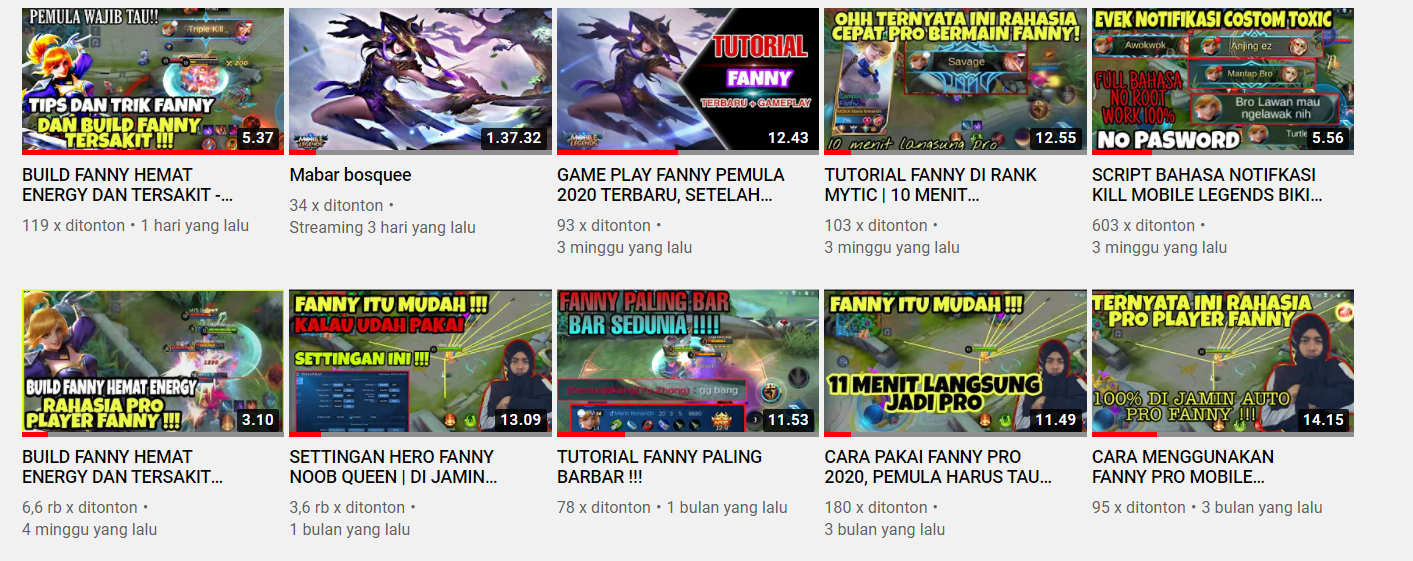 PEMULA WAJIB TAU!!
Triple Kill
X 200
TIPS DAN TRIK FANNY
DAN BUILD FANNY
TERSAKIT !!!
5.37
BUILD FANNY HEMAT
ENERGY DAN TERSAKIT -...
119 x ditonton • 1 hari yang lalu
MOBILE
LEGENDS
1.37.32
Mabar bosquee
34 x ditonton •
Streaming 3 hari yang lalu
TUTORIAL
FANNY
TERBARU + GAMEPLAY
MOBILE
LEGENDS
12.43
GAME PLAY FANNY PEMULA
2020 TERBARU, SETELAH...
93 x ditonton •
3 minggu yang lalu
OHH TERNYATA INI RAHASIA
CEPAT PRO BERMAIN FANNY!
Savage
Fanny
10 menit langsung pro
12.55
TUTORIAL FANNY DI RANK
MYTIC | 10 MENIT...
103 x ditonton •
3 minggu yang lalu
EVEK NOTIFIKASI COSTOM TOXIC
Awokwok
Anjing ez
FULL BAHASA
NO ROOT
WORK 100%
Mantap Bro
Bro Lawan mau
ngelawak nih
Turtle
NO PASWORD
5.56
SCRIPT BAHASA NOTIFKASI
KILL MOBILE LEGENDS BIKI...
603 x ditonton •
3 minggu yang lalu
BUILD FANNY HEMAT ENERGY
RAHASIA PRO
PLAYER FANNY !!!
3.10
BUILD FANNY HEMAT
ENERGY DAN TERSAKIT...
6,6 rb x ditonton •
4 minggu yang lalu
FANNY ITU MUDAH !!!
KALAU UDAH PAKAI
SETTINGAN INI !!!
13.09
SETTINGAN HERO FANNY
NOOB QUEEN | DI JAMIN...
3,6 rb x ditonton •
1 bulan yang lalu
FANNY PALING BAR
BAR SEDUNIA !!!!
: gg bang
11.53
TUTORIAL FANNY PALING
BARBAR !!!
78 x ditonton • 1 bulan yang lalu
FANNY ITU MUDAH !!!
11 MENIT LANGSUNG
JADI PRO
11.49
CARA PAKAI FANNY PRO
2020, PEMULA HARUS TAU...
180 x ditonton •
3 bulan yang lalu
TERNYATA INI RAHASIA
PRO PLAYER FANNY
100% DI JAMIN AUTO
PRO FANNY !!!
14.15
CARA MENGGUNAKAN
FANNY PRO MOBILE...
95 x ditonton • 3 bulan yang lalu